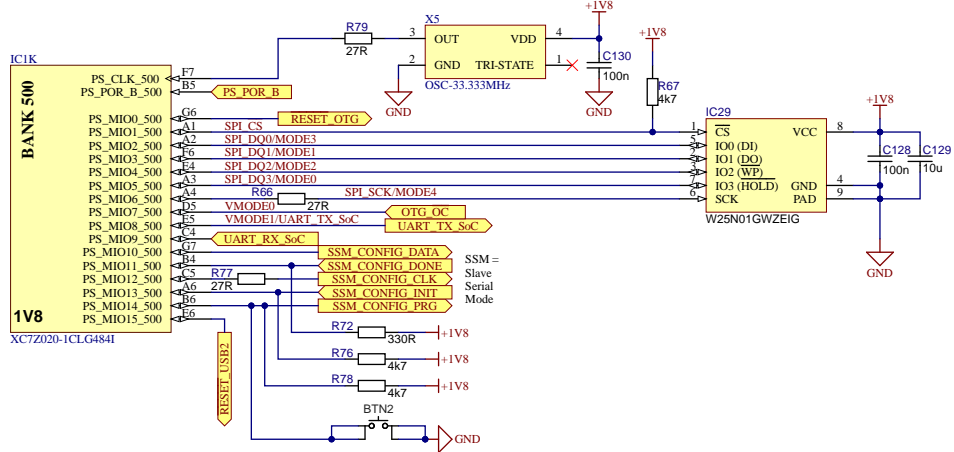 IC1K
BANK 500
1V8
XC7Z020-1CLG484I
PS_CLK_500 F7
PS_POR_B_500 B5 PS_POR_B
PS_MIO0_500 G6 RESET_OTG
PS_MIO1_500 A1 SPI_CS
PS_MIO2_500 A2 SPI_DQ0/MODE3
PS_MIO3_500 F6 SPI_DQ1/MODE1
PS_MIO4_500 E4 SPI_DQ2/MODE2
PS_MIO5_500 A3 SPI_DQ3/MODE0
PS_MIO6_500 A4 R66 27R SPI_SCK/MODE4
PS_MIO7_500 D5 VMODE0 OTG_OC
PS_MIO8_500 E5 VMODE1/UART_TX_SoC UART_TX_SoC
PS_MIO9_500 C4 UART_RX_SoC
PS_MIO10_500 G7 SSM_CONFIG_DATA
PS_MIO11_500 B4 SSM_CONFIG_DONE
PS_MIO12_500 C5 R77 27R SSM_CONFIG_CLK
PS_MIO13_500 A6 SSM_CONFIG_INIT
PS_MIO14_500 B6 SSM_CONFIG_PRG
PS_MIO15_500 E6
RESET_USB2
SSM =
Slave
Serial
Mode
R79
27R
X5
3 OUT VDD 4
2 GND TRI-STATE 1
OSC-33.333MHz
GND
+1V8
C130
100n
GND
+1V8
R67
4k7
IC29
1 CS VCC 8
5 IO0 (DI)
2 IO1 (DO)
3 IO2 (WP)
7 IO3 (HOLD) GND 4
6 SCK PAD 9
W25N01GWZEIG
+1V8
C128
100n
C129
10u
GND
R72
330R
+1V8
R76
4k7
+1V8
R78
4k7
+1V8
BTN2
GND